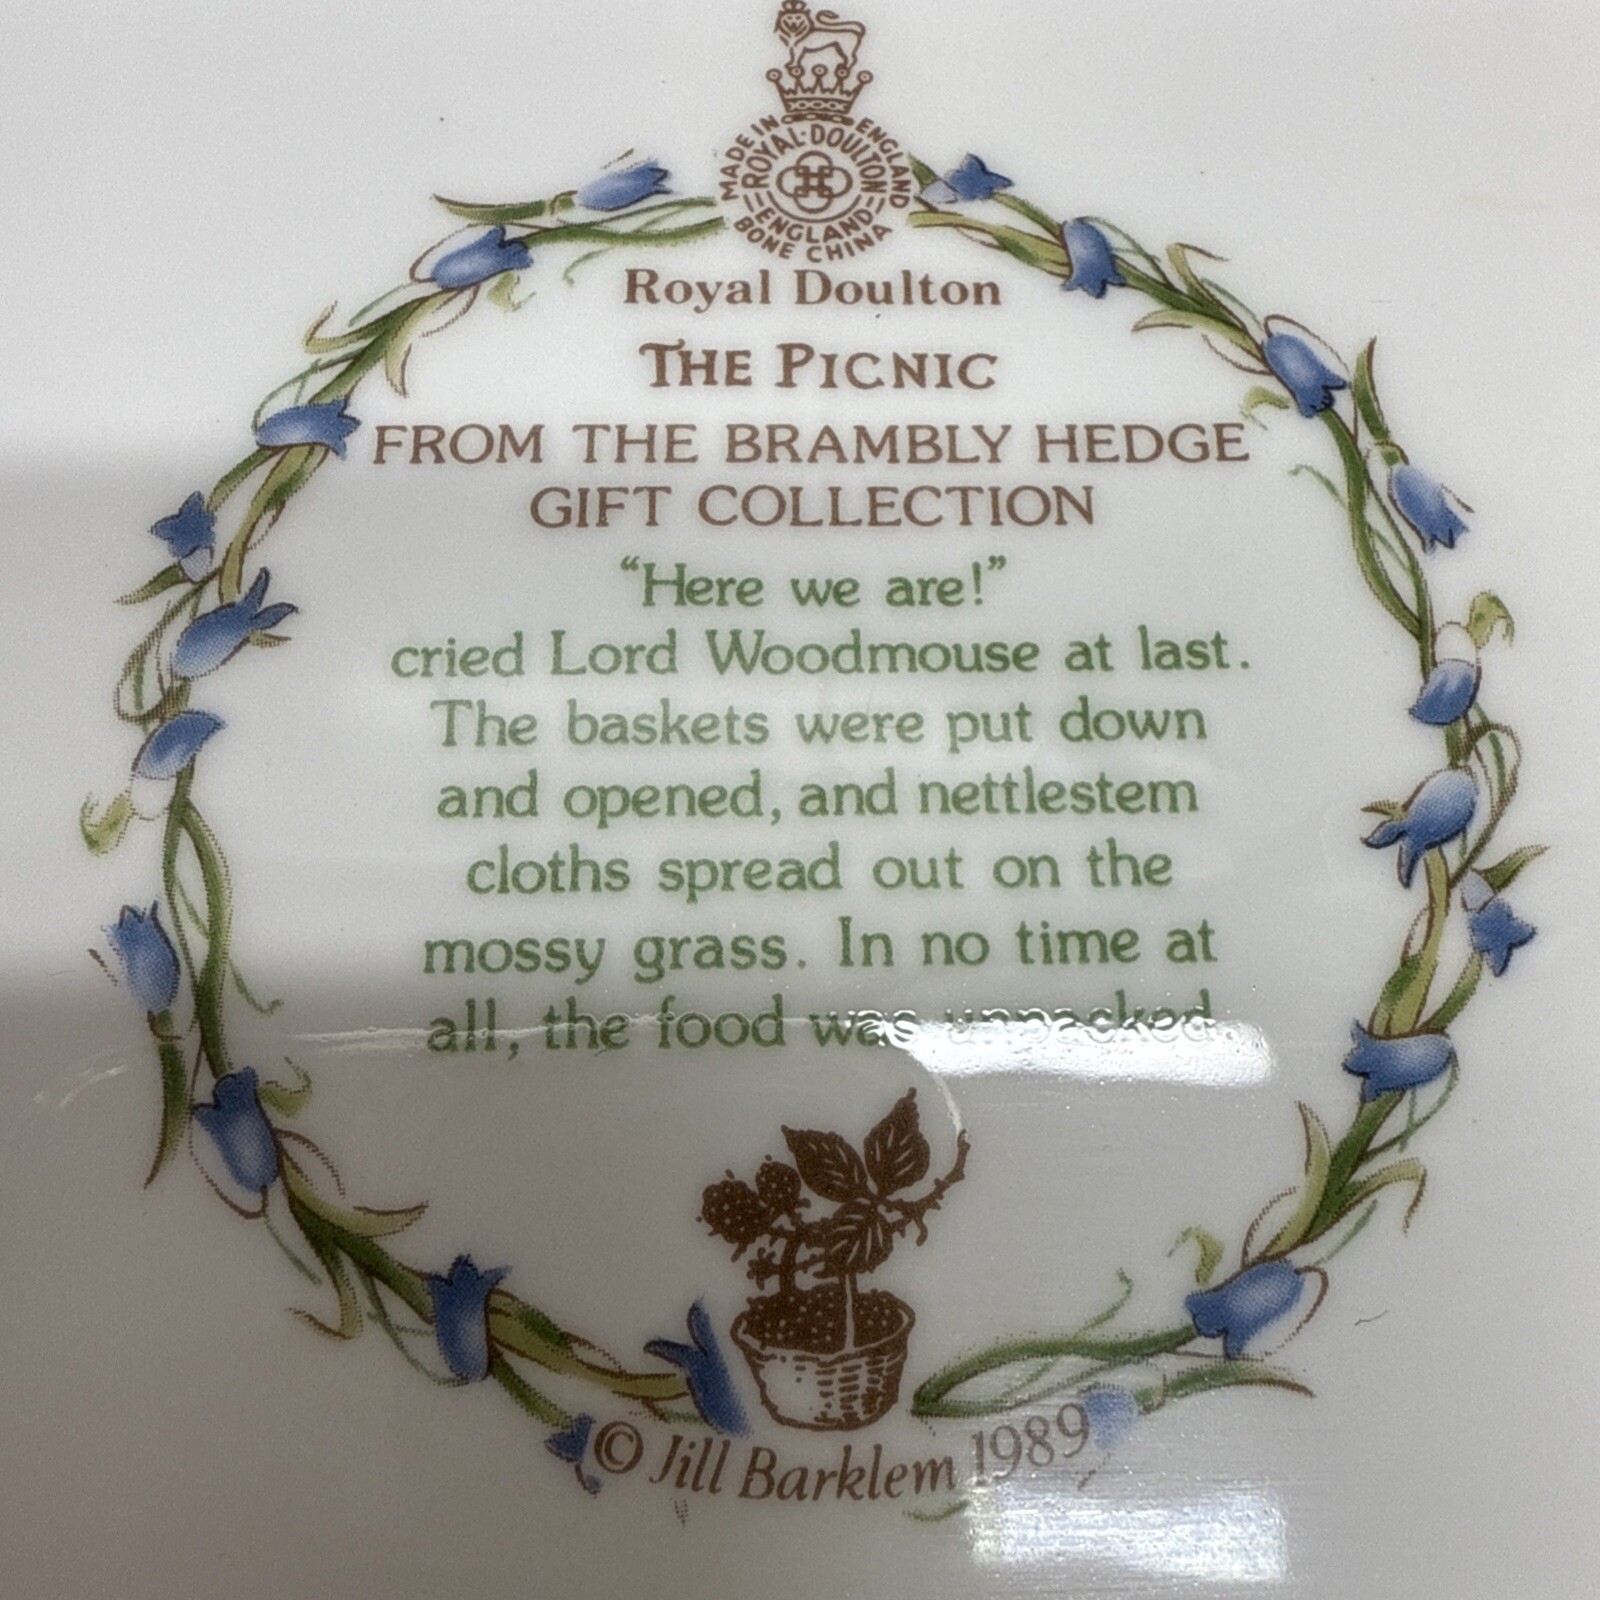 MADE IN ENGLAND
ROYAL·DOULTON
ENGLAND
BONE CHINA
Royal Doulton
THE PICNIC
FROM THE BRAMBLY HEDGE
GIFT COLLECTION
“Here we are!”
cried Lord Woodmouse at last.
The baskets were put down
and opened, and nettlestem
cloths spread out on the
mossy grass. In no time at
all, the food was unpacked.
© Jill Barklem 1989